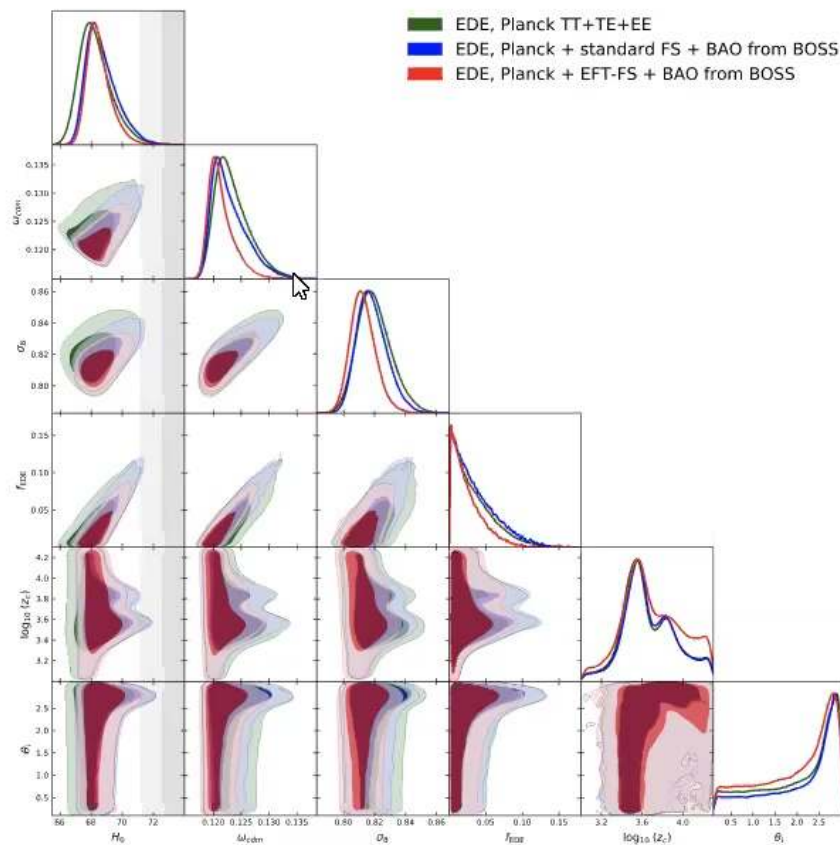 EDE, Planck TT+TE+EE
EDE, Planck + standard FS + BAO from BOSS
EDE, Planck + EFT-FS + BAO from BOSS
0.135
0.130
0.125
0.120
ω_cdm
0.86
0.84
0.82
0.80
σ_8
0.15
0.10
0.05
f_EDE
4.2
4.0
3.8
3.6
3.4
3.2
log_10 (z_c)
2.5
2.0
1.5
1.0
0.5
θ_i
66 68 70 72
0.120 0.125 0.130 0.135
0.80 0.82 0.84 0.86
0.05 0.10 0.15
3.2 3.6 4.0
0.5 1.0 1.5 2.0 2.5
H_0
ω_cdm
σ_8
f_EDE
log_10 (z_c)
θ_i